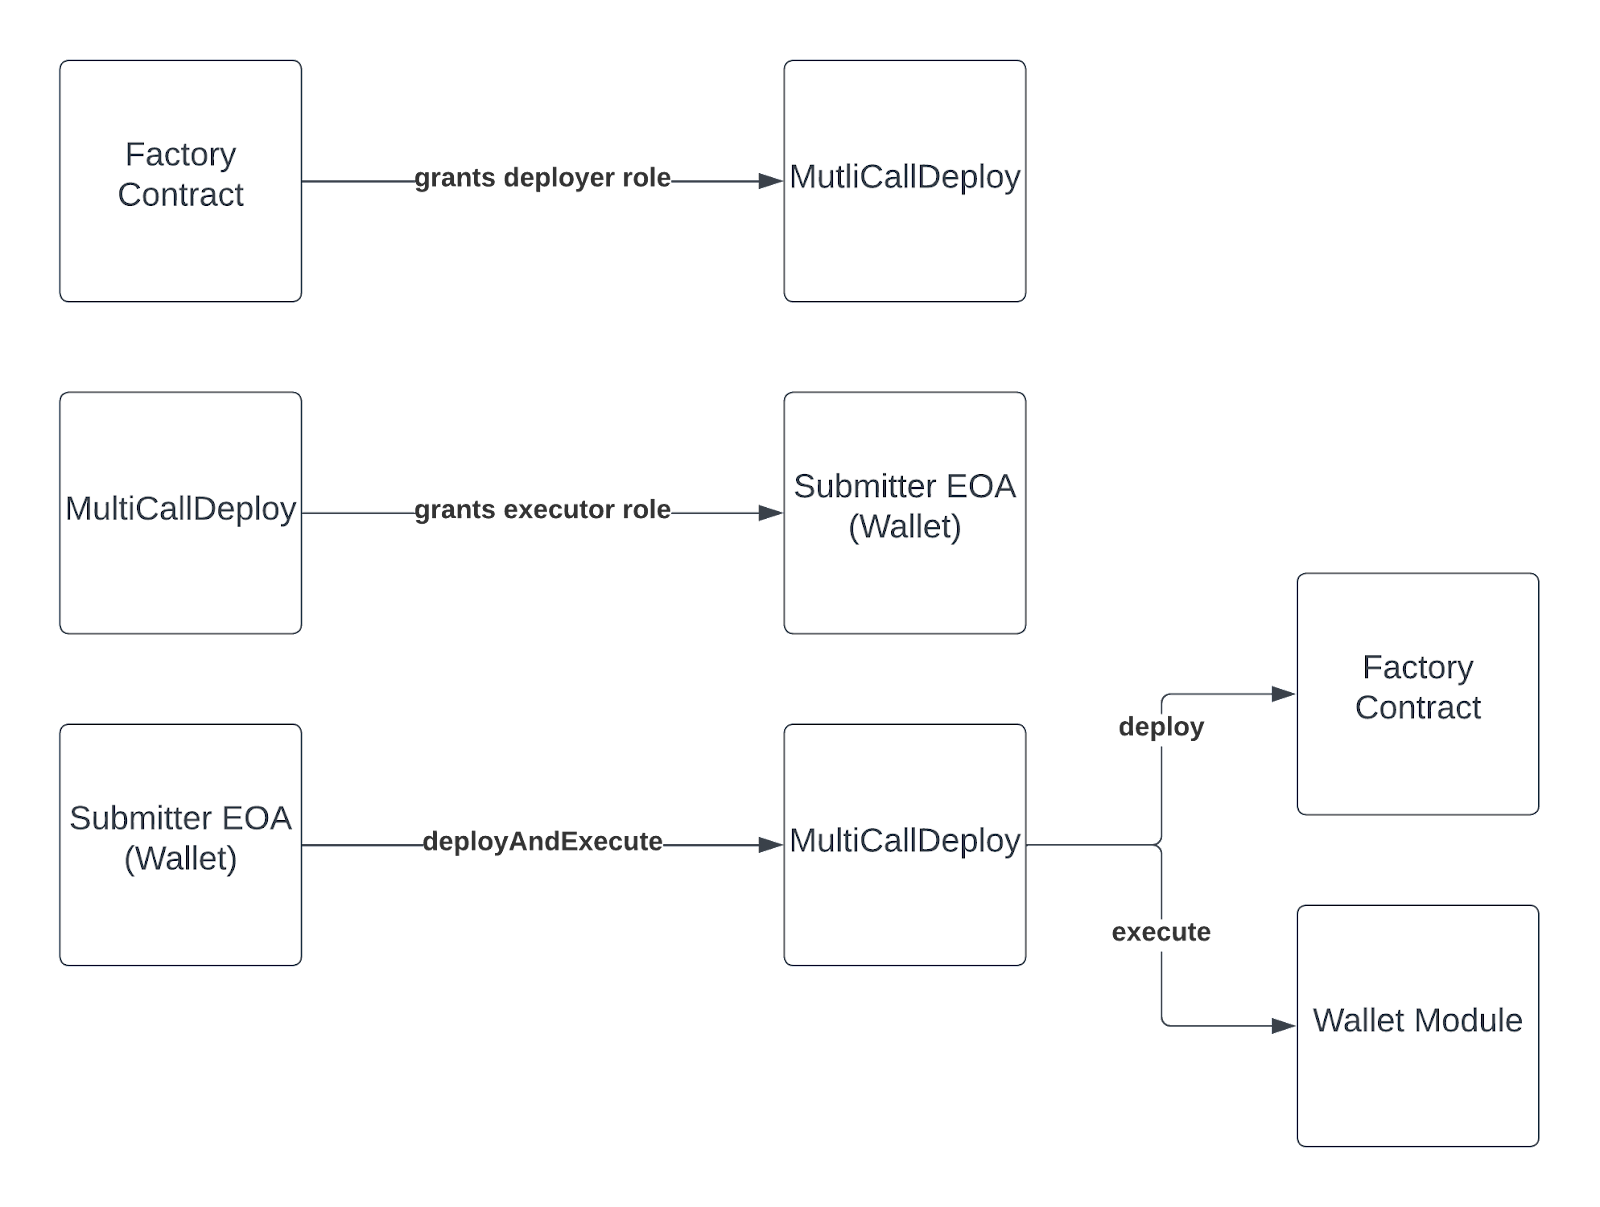 Factory
Contract
grants deployer role
MutliCallDeploy
MultiCallDeploy
grants executor role
Submitter EOA
(Wallet)
Submitter EOA
(Wallet)
deployAndExecute
MultiCallDeploy
deploy
Factory
Contract
execute
Wallet Module